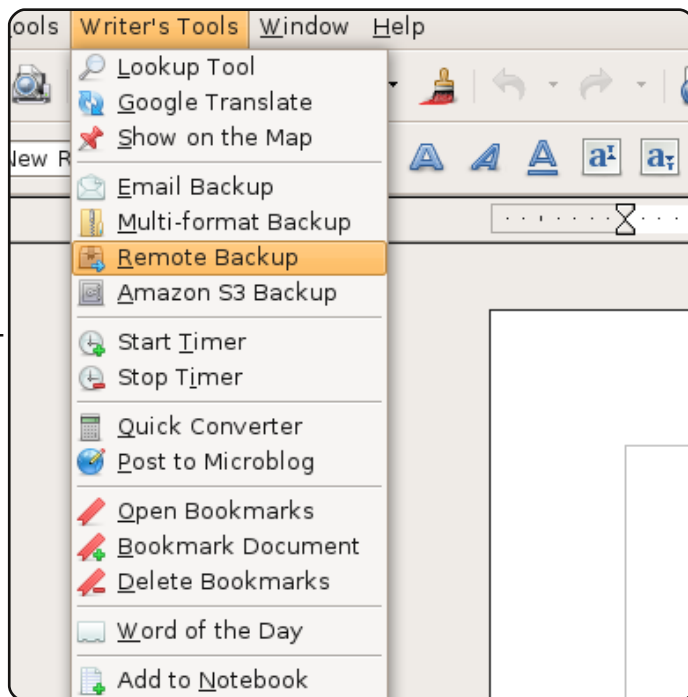 ools Writer's Tools Window Help
Lookup Tool
Google Translate
Show on the Map
New R
Email Backup
Multi-format Backup
Remote Backup
Amazon S3 Backup
Start Timer
Stop Timer
Quick Converter
Post to Microblog
Open Bookmarks
Bookmark Document
Delete Bookmarks
Word of the Day
Add to Notebook